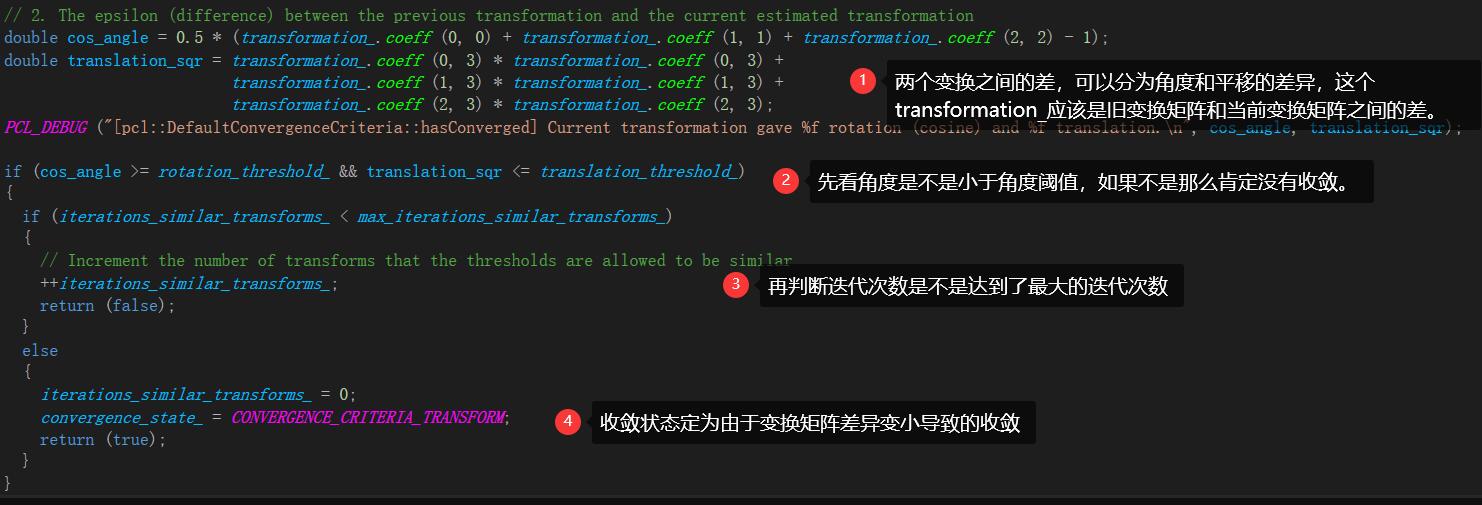 // 2. The epsilon (difference) between the previous transformation and the current estimated transformation
double cos_angle = 0.5 * (transformation_.coeff (0, 0) + transformation_.coeff (1, 1) + transformation_.coeff (2, 2) - 1);
double translation_sqr = transformation_.coeff (0, 3) * transformation_.coeff (0, 3) +
transformation_.coeff (1, 3) * transformation_.coeff (1, 3) +
transformation_.coeff (2, 3) * transformation_.coeff (2, 3);
1 两个变换之间的差，可以分为角度和平移的差异，这个
transformation_应该是旧变换矩阵和当前变换矩阵之间的差。
PCL_DEBUG ("[pcl::DefaultConvergenceCriteria::hasConverged] Current transformation gave %f rotation (cosine) and %f translation.\n", cos_angle, translation_sqr);
if (cos_angle >= rotation_threshold_ && translation_sqr <= translation_threshold_)
2 先看角度是不是小于角度阈值，如果不是那么肯定没有收敛。
{
if (iterations_similar_transforms_ < max_iterations_similar_transforms_)
{
// Increment the number of transforms that the thresholds are allowed to be similar
++iterations_similar_transforms_;
3 再判断迭代次数是不是达到了最大的迭代次数
return (false);
}
else
{
iterations_similar_transforms_ = 0;
convergence_state_ = CONVERGENCE_CRITERIA_TRANSFORM;
4 收敛状态定为由于变换矩阵差异变小导致的收敛
return (true);
}
}